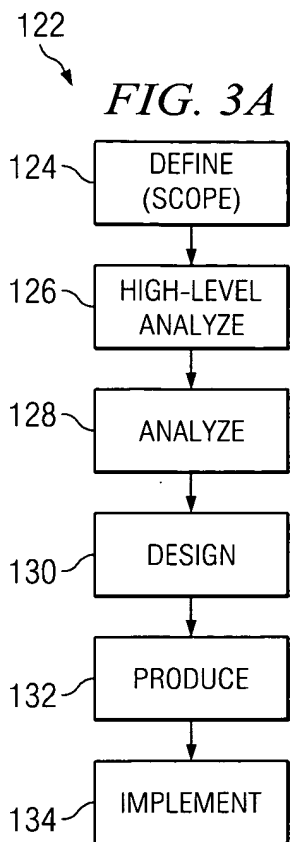 122
FIG. 3A
124
DEFINE
(SCOPE)
126
HIGH-LEVEL
ANALYZE
128
ANALYZE
130
DESIGN
132
PRODUCE
134
IMPLEMENT